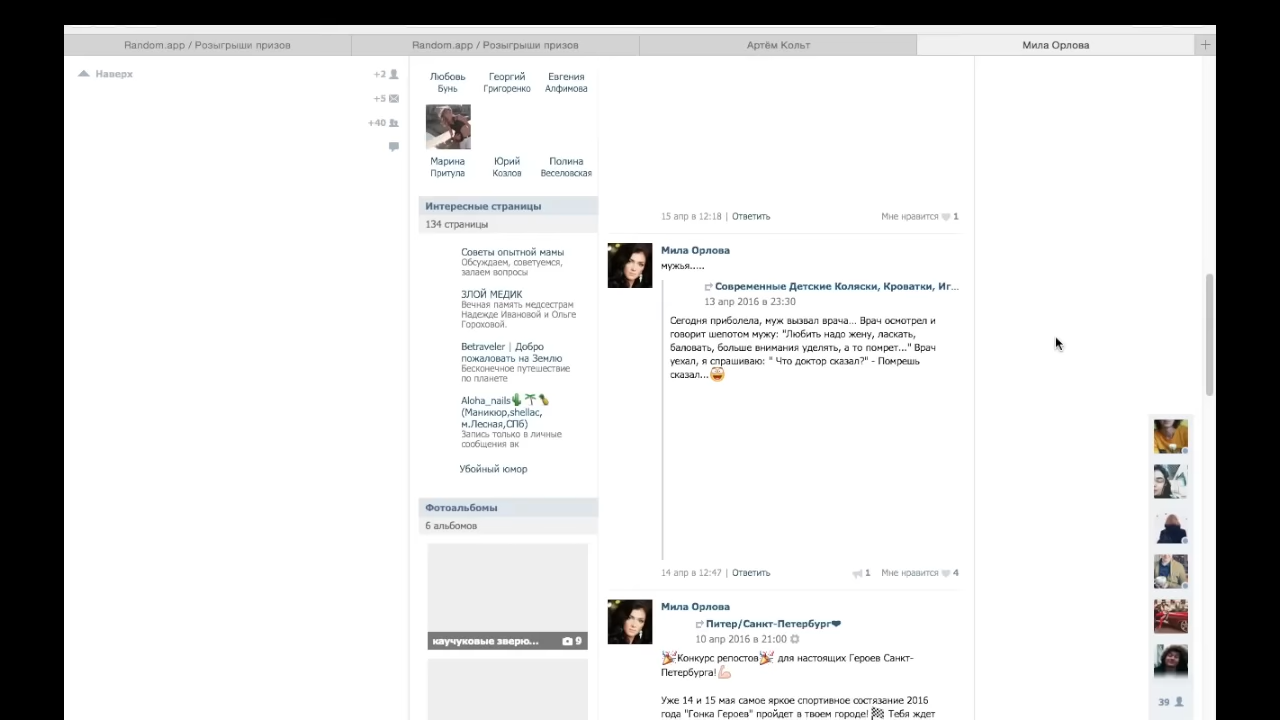 Random.app / Розыгрыши призов
Random.app / Розыгрыши призов
Артём Кольт
Мила Орлова
Наверх
+2
+5
+40
Любовь
Бунь
Георгий
Григоренко
Евгения
Алфимова
Марина
Притула
Юрий
Козлов
Полина
Веселовская
Интересные страницы
134 страницы
Советы опытной мамы
Обсуждаем, советуемся,
залаем вопросы
ЗЛОЙ МЕДИК
Вечная память медсестрам
Надежде Ивановой и Ольге
Гороховой.
Betraveler | Добро
пожаловать на Землю
Бесконечное путешествие
по планете
Aloha_nails🌵🌴🍍
(Маникюр,shellac,
м.Лесная,СПб)
Запись только в личные
сообщения вк
Убойный юмор
Фотоальбомы
6 альбомов
каучуковые зверю...
9
15 апр в 12:18 | Ответить
Мне нравится 1
Мила Орлова
мужья.....
Современные Детские Коляски, Кроватки, Иг...
13 апр 2016 в 23:30
Сегодня приболела, муж вызвал врача... Врач осмотрел и
говорит шепотом мужу: "Любить надо жену, ласкать,
баловать, больше внимания уделять, а то помрет..." Врач
уехал, я спрашиваю: " Что доктор сказал?" - Помрешь
сказал...
14 апр в 12:47 | Ответить
1
Мне нравится 4
Мила Орлова
Питер/Санкт-Петербург❤
10 апр 2016 в 21:00
🎉Конкурс репостов🎉 для настоящих Героев Санкт-
Петербурга!💪
Уже 14 и 15 мая самое яркое спортивное состязание 2016
года "Гонка Героев" пройдет в твоем городе!🏁 Тебя ждет
39